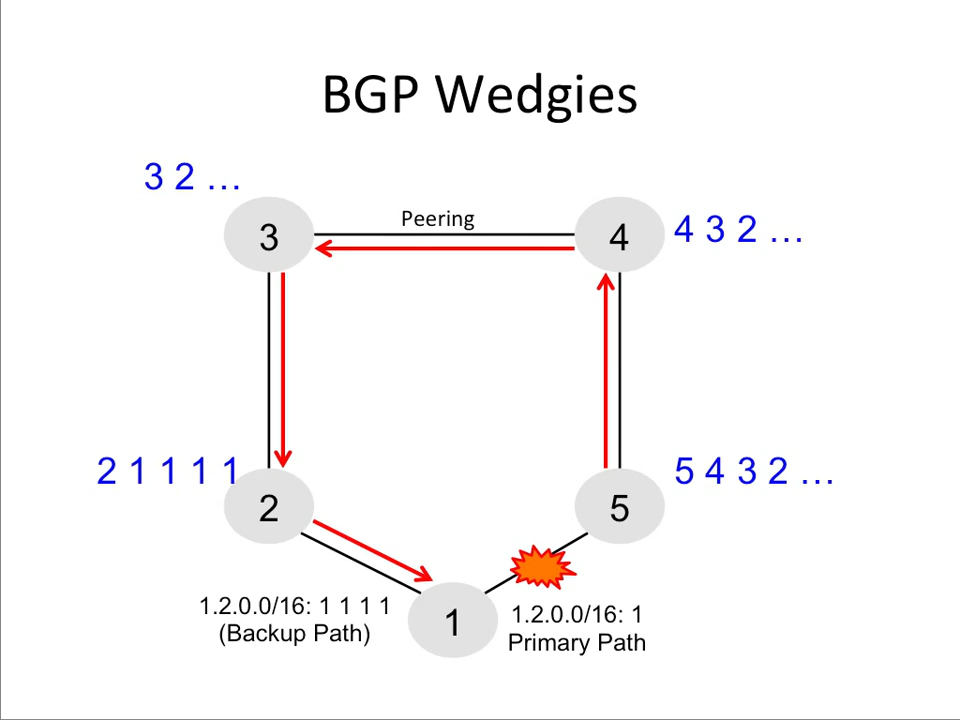 BGP Wedgies
3 2 …
Peering
3
4
4 3 2 …
2 1 1 1 1
5 4 3 2 …
2
5
1.2.0.0/16: 1 1 1 1
(Backup Path)
1
1.2.0.0/16: 1
Primary Path